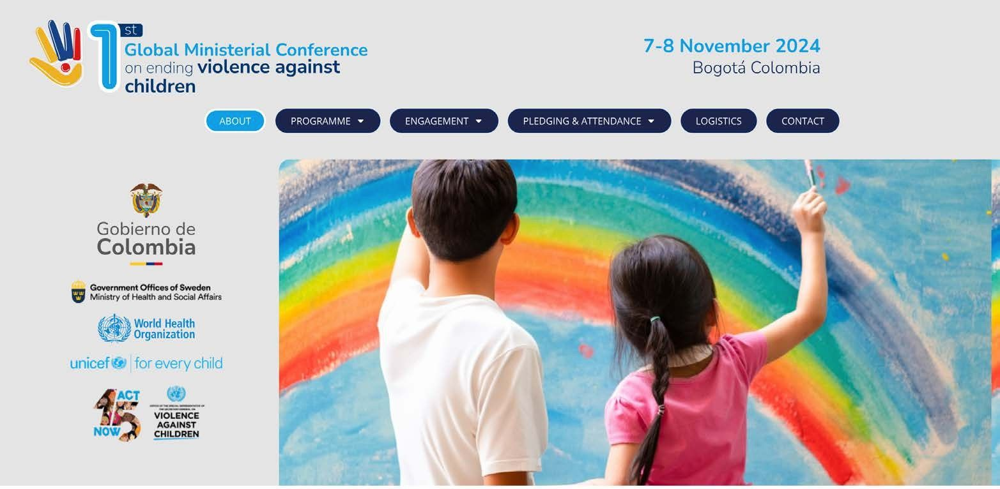 1st
Global Ministerial Conference
on ending violence against
children
7-8 November 2024
Bogotá Colombia
ABOUT
PROGRAMME
ENGAGEMENT
PLEDGING & ATTENDANCE
LOGISTICS
CONTACT
Gobierno de
Colombia
Government Offices of Sweden
Ministry of Health and Social Affairs
World Health
Organization
unicef | for every child
ACT
15
NOW
OFFICE OF THE SPECIAL REPRESENTATIVE OF
THE SECRETARY-GENERAL ON
VIOLENCE
AGAINST
CHILDREN